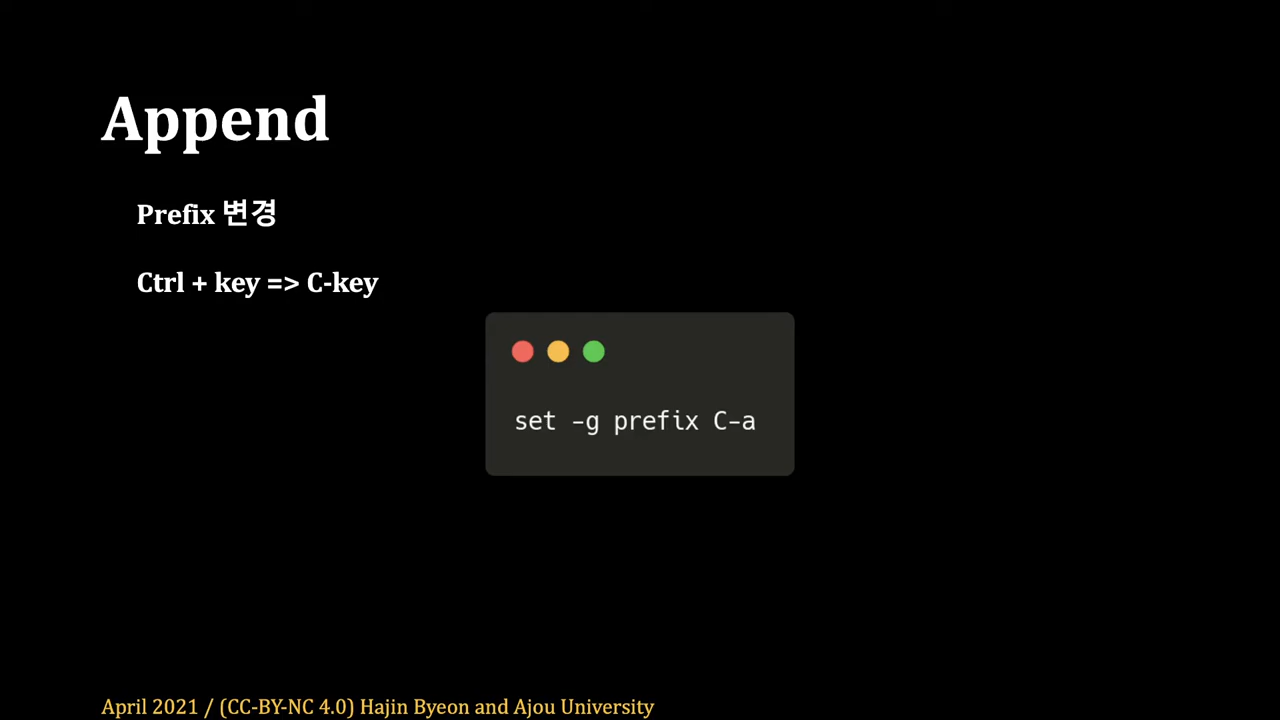 Append
Prefix 변경
Ctrl + key => C-key
set -g prefix C-a
April 2021 / (CC-BY-NC 4.0) Hajin Byeon and Ajou University